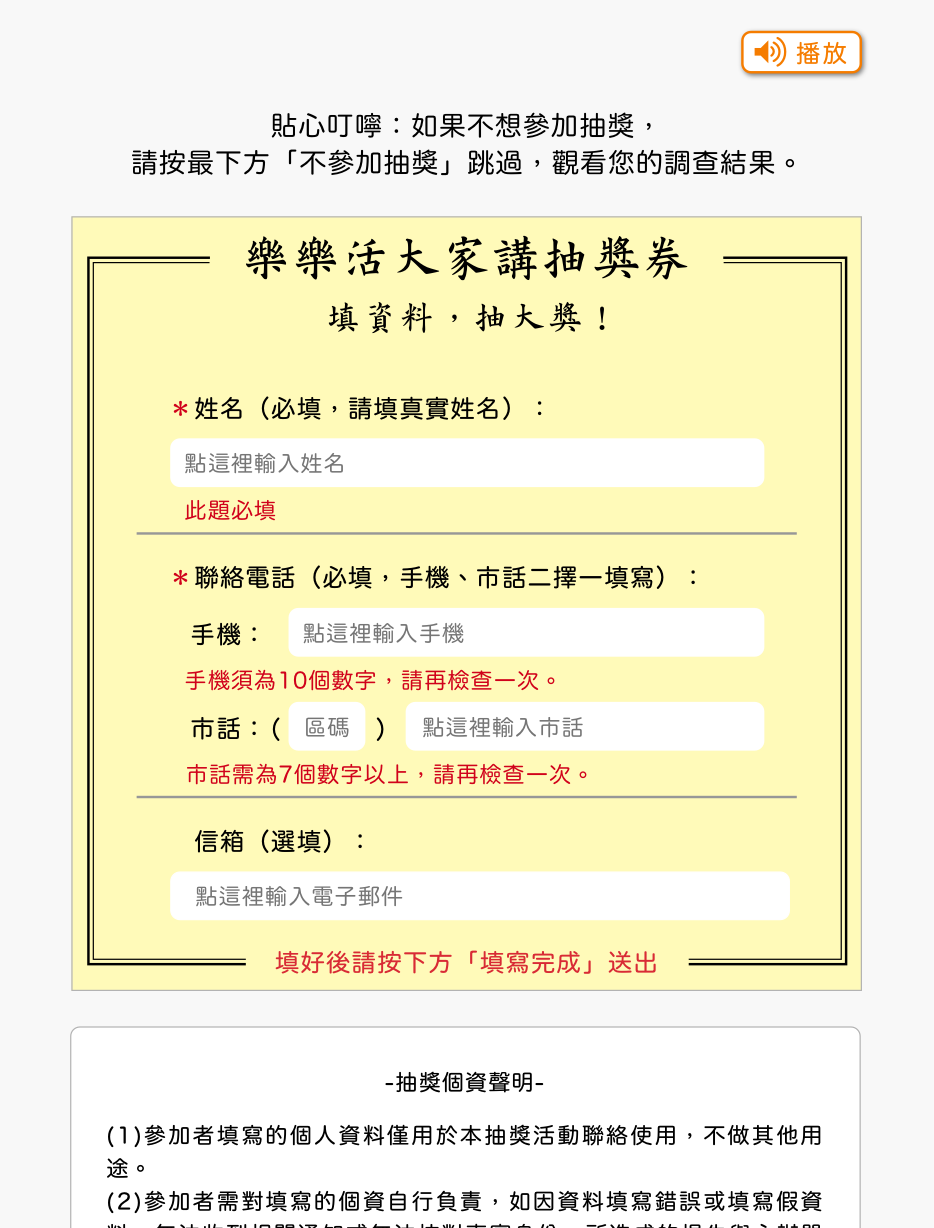 播放
貼心叮嚀：如果不想參加抽獎，
請按最下方「不參加抽獎」跳過，觀看您的調查結果。
樂樂活大家講抽獎券
填資料，抽大獎！
＊姓名（必填，請填真實姓名）：
點這裡輸入姓名
此題必填
＊聯絡電話（必填，手機、市話二擇一填寫）：
手機： 點這裡輸入手機
手機須為10個數字，請再檢查一次。
市話：( 區碼 ) 點這裡輸入市話
市話需為7個數字以上，請再檢查一次。
信箱（選填）：
點這裡輸入電子郵件
填好後請按下方「填寫完成」送出
-抽獎個資聲明-
(1)參加者填寫的個人資料僅用於本抽獎活動聯絡使用，不做其他用
途。
(2)參加者需對填寫的個資自行負責，如因資料填寫錯誤或填寫假資